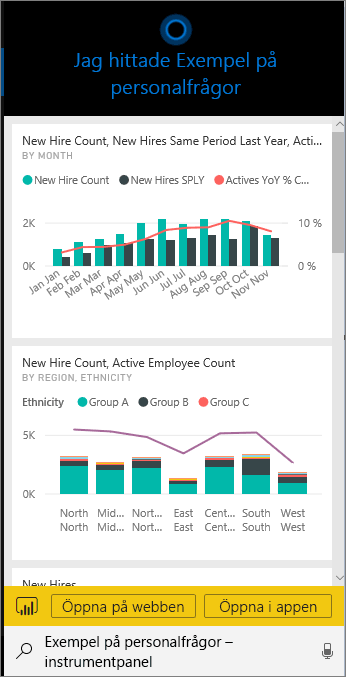 Jag hittade Exempel på
personalfrågor
New Hire Count, New Hires Same Period Last Year, Acti...
BY MONTH
New Hire Count New Hires SPLY Actives YoY % C...
2K 10 %
0K 0 %
Jan Jan Feb Feb Mar Mar Apr Apr May May Jun Jun Jul Jul Aug Aug Sep Sep Oct Oct Nov Nov
New Hire Count, Active Employee Count
BY REGION, ETHNICITY
Ethnicity Group A Group B Group C
5K
0K
North Mid... Nort... East Cent... South West
North Mid... Nort... East Cent... South West
New Hires
Öppna på webben Öppna i appen
Exempel på personalfrågor –
instrumentpanel